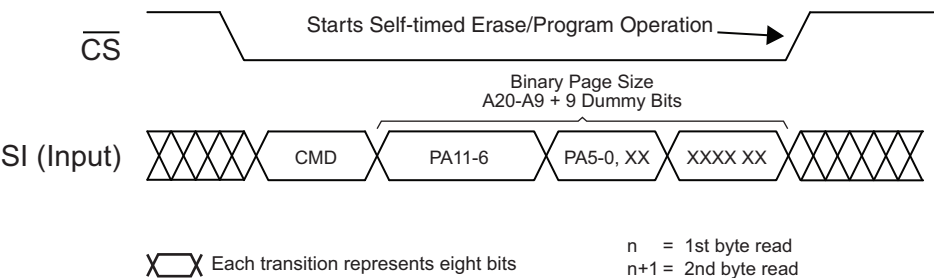 Starts Self-timed Erase/Program Operation
CS
Binary Page Size
A20-A9 + 9 Dummy Bits
SI (Input)
CMD
PA11-6
PA5-0, XX
XXXX XX
Each transition represents eight bits
n = 1st byte read
n+1 = 2nd byte read